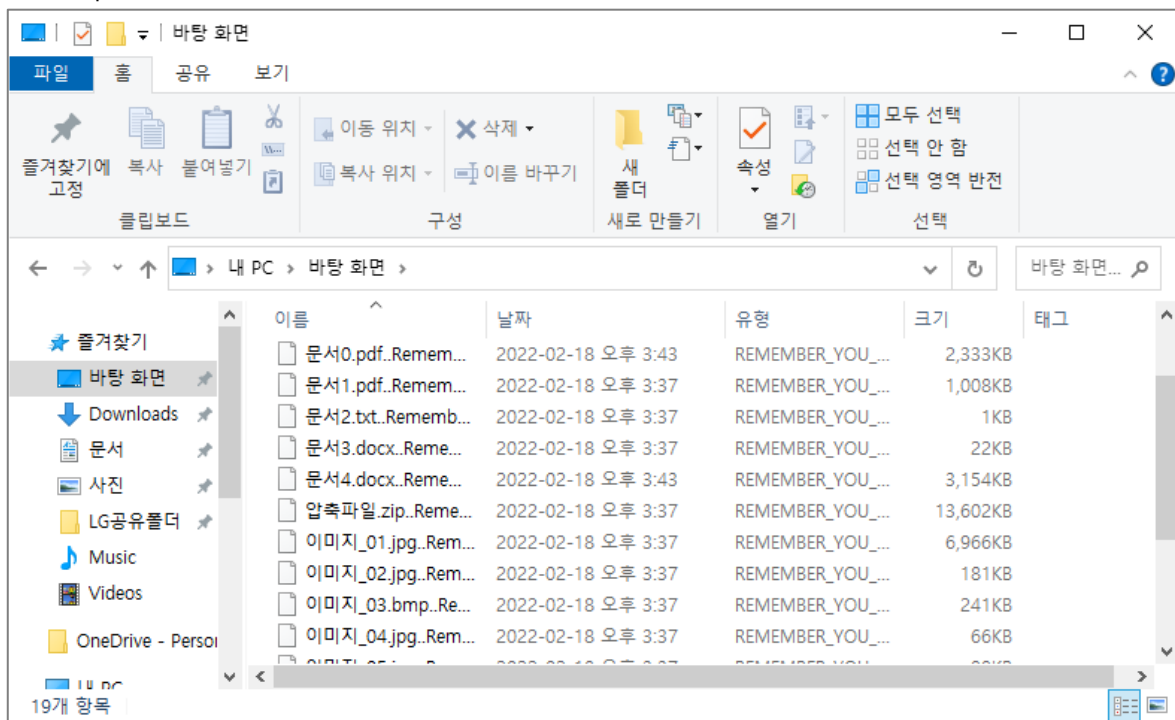 바탕 화면
파일 홈 공유 보기
즐겨찾기에 고정 복사 붙여넣기 이동 위치 삭제 새 폴더 속성 모두 선택
복사 위치 이름 바꾸기 선택 안 함
선택 영역 반전
클립보드 구성 새로 만들기 열기 선택
내 PC › 바탕 화면 › 바탕 화면...
이름 날짜 유형 크기 태그
즐겨찾기
바탕 화면
Downloads
문서
사진
LG공유폴더
Music
Videos
OneDrive - Person
내 PC
문서0.pdf..Remem... 2022-02-18 오후 3:43 REMEMBER_YOU_... 2,333KB
문서1.pdf..Remem... 2022-02-18 오후 3:37 REMEMBER_YOU_... 1,008KB
문서2.txt..Rememb... 2022-02-18 오후 3:37 REMEMBER_YOU_... 1KB
문서3.docx..Reme... 2022-02-18 오후 3:37 REMEMBER_YOU_... 22KB
문서4.docx..Reme... 2022-02-18 오후 3:43 REMEMBER_YOU_... 3,154KB
압축파일.zip..Reme... 2022-02-18 오후 3:37 REMEMBER_YOU_... 13,602KB
이미지_01.jpg..Rem... 2022-02-18 오후 3:37 REMEMBER_YOU_... 6,966KB
이미지_02.jpg..Rem... 2022-02-18 오후 3:37 REMEMBER_YOU_... 181KB
이미지_03.bmp..Re... 2022-02-18 오후 3:37 REMEMBER_YOU_... 241KB
이미지_04.jpg..Rem... 2022-02-18 오후 3:37 REMEMBER_YOU_... 66KB
19개 항목